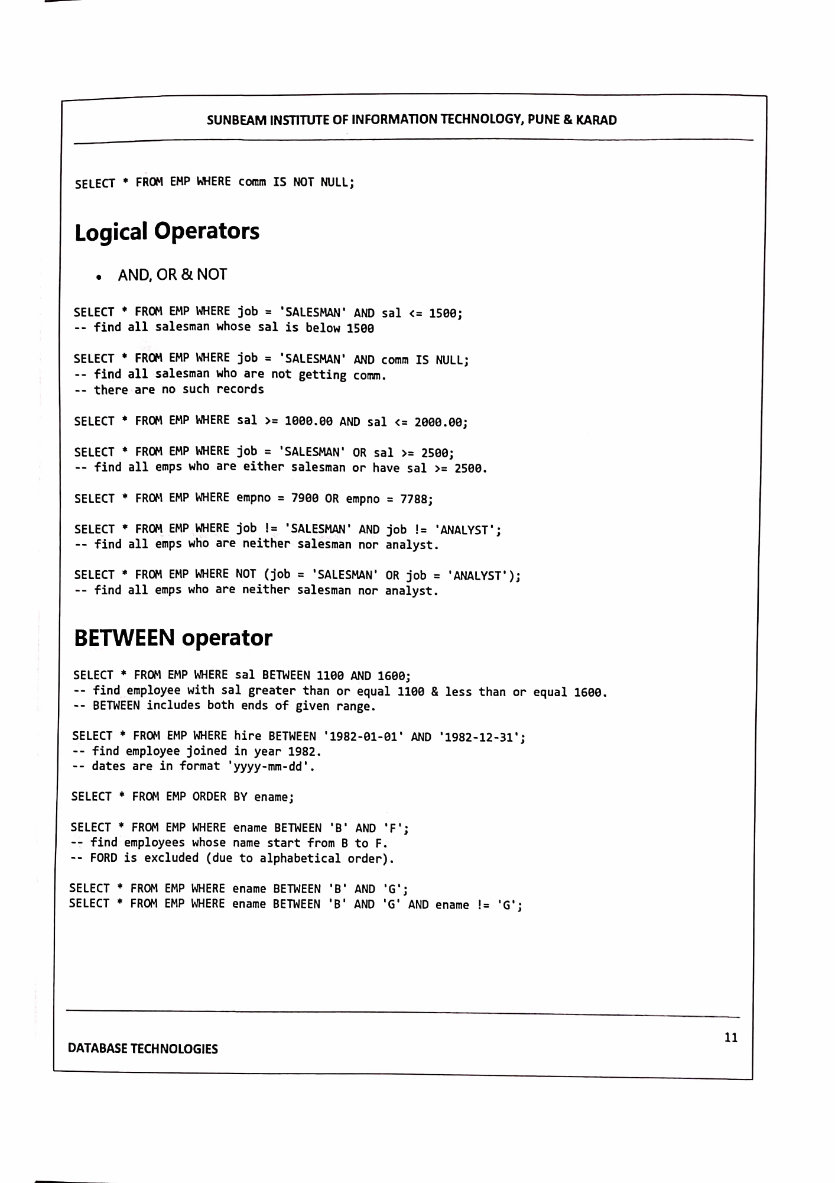 SUNBEAM INSTITUTE OF INFORMATION TECHNOLOGY, PUNE & KARAD
SELECT * FROM EMP WHERE comm IS NOT NULL;
Logical Operators
• AND, OR & NOT
SELECT * FROM EMP WHERE job = 'SALESMAN' AND sal <= 1500;
-- find all salesman whose sal is below 1500
SELECT * FROM EMP WHERE job = 'SALESMAN' AND comm IS NULL;
-- find all salesman who are not getting comm.
-- there are no such records
SELECT * FROM EMP WHERE sal >= 1000.00 AND sal <= 2000.00;
SELECT * FROM EMP WHERE job = 'SALESMAN' OR sal >= 2500;
-- find all emps who are either salesman or have sal >= 2500.
SELECT * FROM EMP WHERE empno = 7900 OR empno = 7788;
SELECT * FROM EMP WHERE job != 'SALESMAN' AND job != 'ANALYST';
-- find all emps who are neither salesman nor analyst.
SELECT * FROM EMP WHERE NOT (job = 'SALESMAN' OR job = 'ANALYST');
-- find all emps who are neither salesman nor analyst.
BETWEEN operator
SELECT * FROM EMP WHERE sal BETWEEN 1100 AND 1600;
-- find employee with sal greater than or equal 1100 & less than or equal 1600.
-- BETWEEN includes both ends of given range.
SELECT * FROM EMP WHERE hire BETWEEN '1982-01-01' AND '1982-12-31';
-- find employee joined in year 1982.
-- dates are in format 'yyyy-mm-dd'.
SELECT * FROM EMP ORDER BY ename;
SELECT * FROM EMP WHERE ename BETWEEN 'B' AND 'F';
-- find employees whose name start from B to F.
-- FORD is excluded (due to alphabetical order).
SELECT * FROM EMP WHERE ename BETWEEN 'B' AND 'G';
SELECT * FROM EMP WHERE ename BETWEEN 'B' AND 'G' AND ename != 'G';
11
DATABASE TECHNOLOGIES